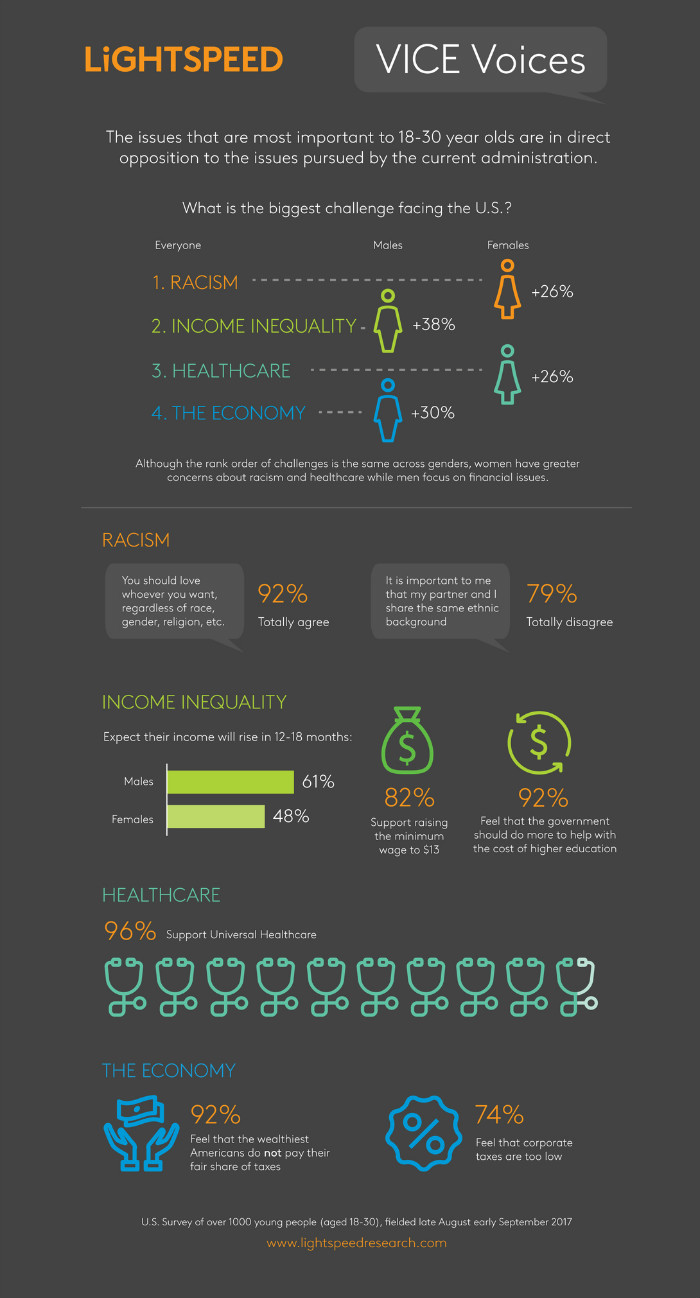 LiGHTSPEED
VICE Voices
The issues that are most important to 18-30 year olds are in direct
opposition to the issues pursued by the current administration.
What is the biggest challenge facing the U.S.?
Everyone
Males
Females
1. RACISM
+26%
2. INCOME INEQUALITY
+38%
3. HEALTHCARE
+26%
4. THE ECONOMY
+30%
Although the rank order of challenges is the same across genders, women have greater
concerns about racism and healthcare while men focus on financial issues.
RACISM
You should love
whoever you want,
regardless of race,
gender, religion, etc.
92%
Totally agree
It is important to me
that my partner and I
share the same ethnic
background
79%
Totally disagree
INCOME INEQUALITY
Expect their income will rise in 12-18 months:
Males
61%
Females
48%
$
82%
Support raising
the minimum
wage to $13
$
92%
Feel that the government
should do more to help with
the cost of higher education
HEALTHCARE
96% Support Universal Healthcare
THE ECONOMY
92%
Feel that the wealthiest
Americans do not pay their
fair share of taxes
%
74%
Feel that corporate
taxes are too low
U.S. Survey of over 1000 young people (aged 18-30), fielded late August early September 2017
www.lightspeedresearch.com